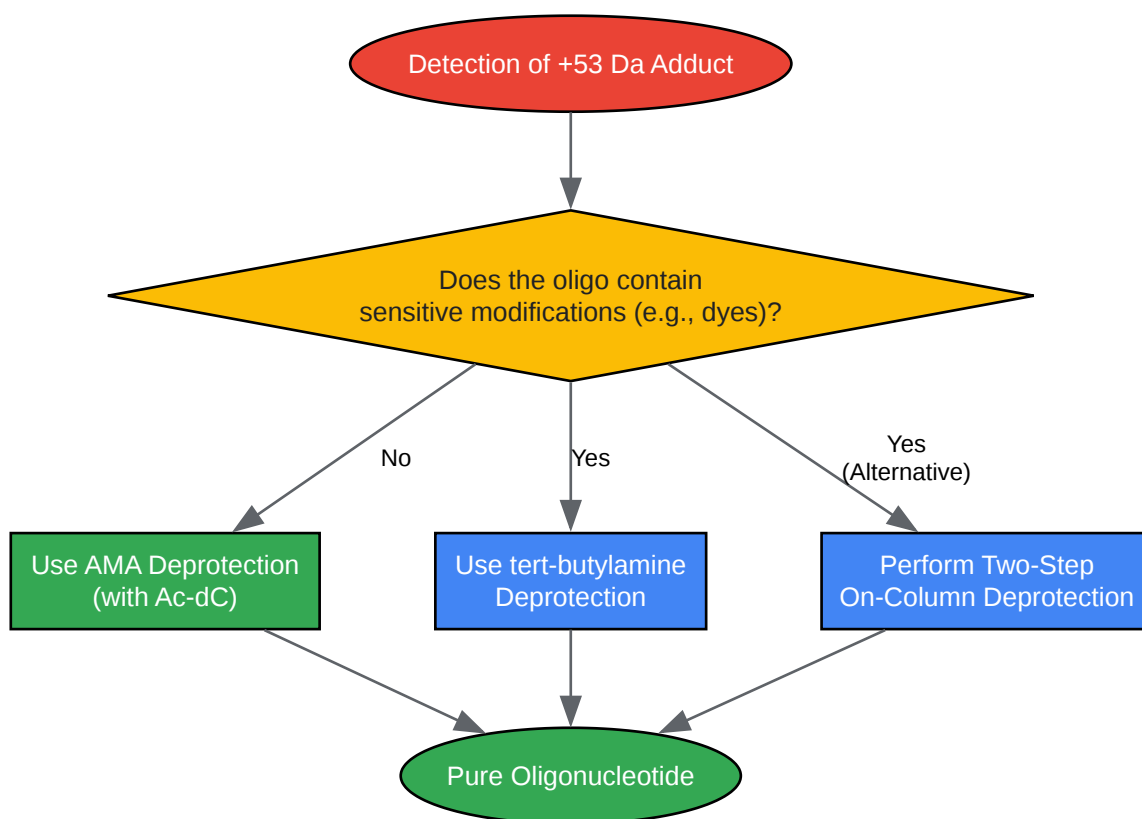 Detection of +53 Da Adduct
Does the oligo contain
sensitive modifications (e.g., dyes)?
No
Yes
Yes
(Alternative)
Use AMA Deprotection
(with Ac-dC)
Use tert-butylamine
Deprotection
Perform Two-Step
On-Column Deprotection
Pure Oligonucleotide